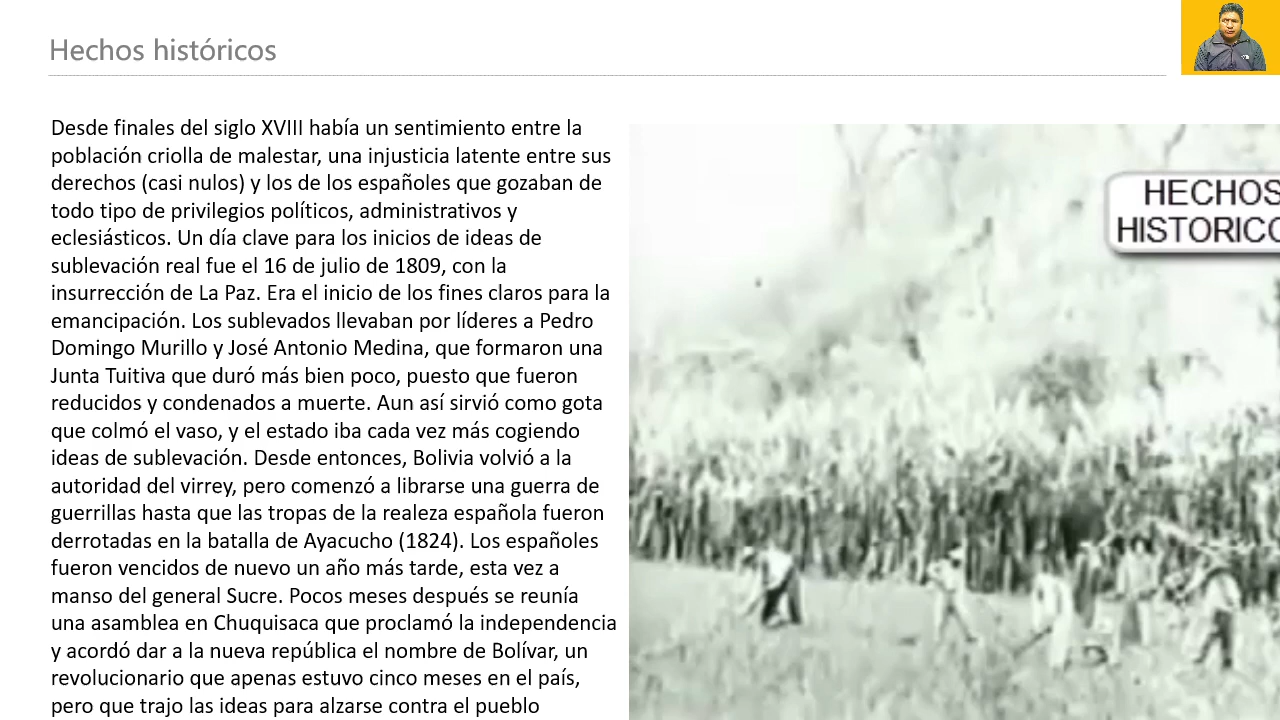 Hechos históricos
Desde finales del siglo XVIII había un sentimiento entre la
población criolla de malestar, una injusticia latente entre sus
derechos (casi nulos) y los de los españoles que gozaban de
todo tipo de privilegios políticos, administrativos y
eclesiásticos. Un día clave para los inicios de ideas de
sublevación real fue el 16 de julio de 1809, con la
insurrección de La Paz. Era el inicio de los fines claros para la
emancipación. Los sublevados llevaban por líderes a Pedro
Domingo Murillo y José Antonio Medina, que formaron una
Junta Tuitiva que duró más bien poco, puesto que fueron
reducidos y condenados a muerte. Aun así sirvió como gota
que colmó el vaso, y el estado iba cada vez más cogiendo
ideas de sublevación. Desde entonces, Bolivia volvió a la
autoridad del virrey, pero comenzó a librarse una guerra de
guerrillas hasta que las tropas de la realeza española fueron
derrotadas en la batalla de Ayacucho (1824). Los españoles
fueron vencidos de nuevo un año más tarde, esta vez a
manso del general Sucre. Pocos meses después se reunía
una asamblea en Chuquisaca que proclamó la independencia
y acordó dar a la nueva república el nombre de Bolívar, un
revolucionario que apenas estuvo cinco meses en el país,
pero que trajo las ideas para alzarse contra el pueblo
HECHOS
HISTORICO